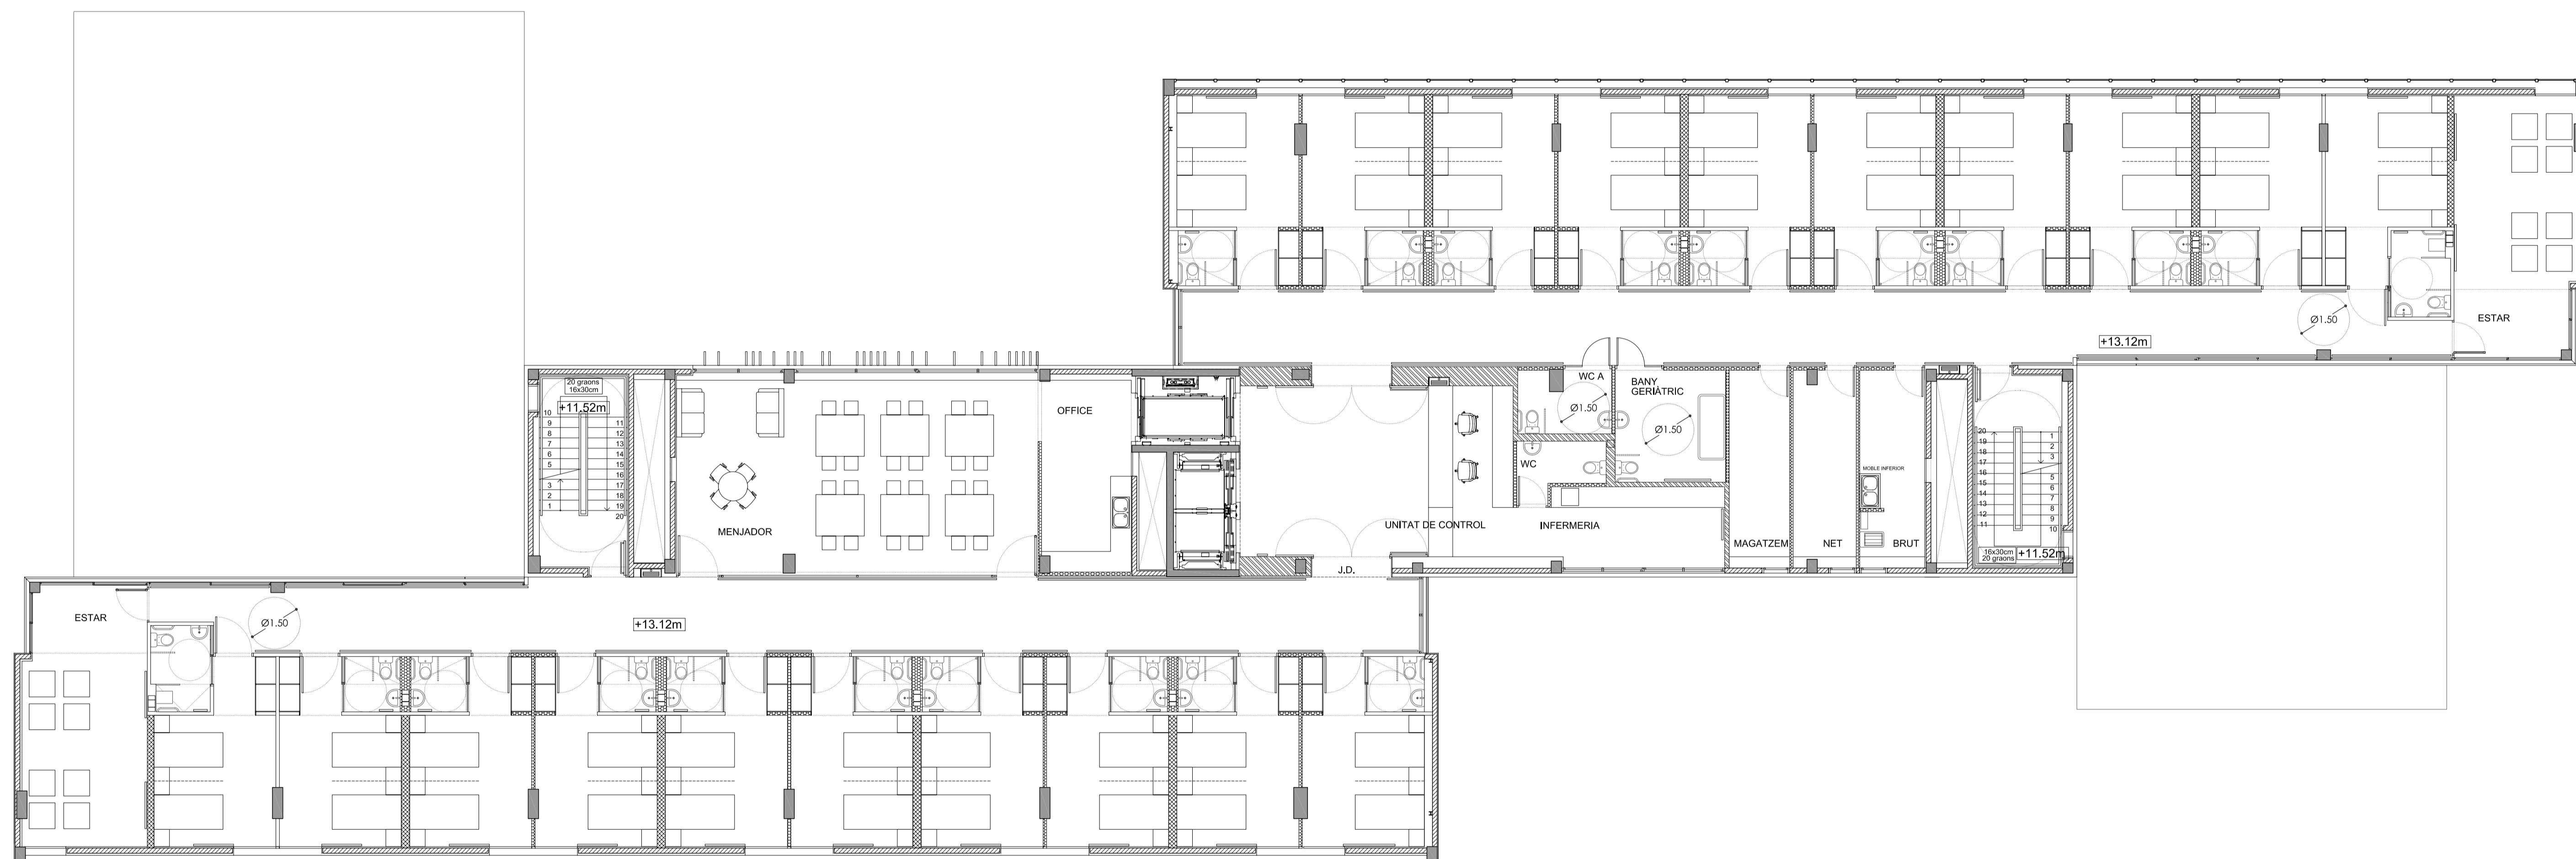 ESTAR
Ø1.50
+13.12m
20 graons
16x30cm
+11.52m
10
9
8
7
6
5
3
2
1
11
12
13
14
15
16
17
18
19
20
MENJADOR
OFFICE
J.D.
UNITAT DE CONTROL
INFERMERIA
WC A
Ø1.50
WC
BANY
GERIÀTRIC
Ø1.50
MAGATZEM
NET
MOBLE INFERIOR
BRUT
20
19
18
17
16
15
14
13
12
11
1
2
3
5
6
7
8
9
10
16x30cm
20 graons
+11.52m
ESTAR
Ø1.50
+13.12m